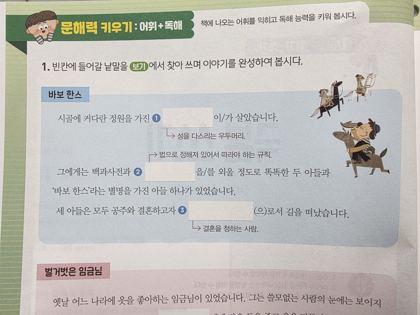 문해력 키우기 : 어휘 + 독해
책에 나오는 어휘를 익히고 독해 능력을 키워 봅시다.
1. 빈칸에 들어갈 낱말을 보기 에서 찾아 쓰며 이야기를 완성하여 봅시다.
바보 한스
시골에 커다란 정원을 가진 1 이/가 살았습니다.
성을 다스리는 우두머리.
법으로 정해져 있어서 따라야 하는 규칙.
그에게는 백과사전과 2 을/를 외울 정도로 똑똑한 두 아들과
‘바보 한스’라는 별명을 가진 아들 하나가 있었습니다.
세 아들은 모두 공주와 결혼하고자 3 (으)로서 길을 떠났습니다.
결혼을 청하는 사람.
벌거벗은 임금님
옛날 어느 나라에 옷을 좋아하는 임금님이 있었습니다. 그는 쓸모없는 사람의 눈에는 보이지